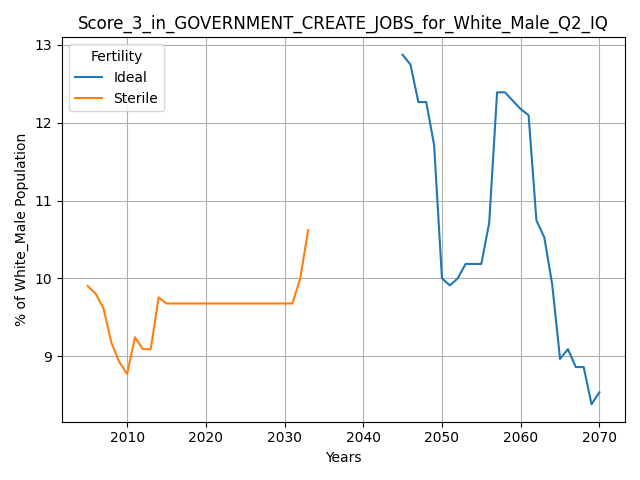 Score_3_in_GOVERNMENT_CREATE_JOBS_for_White_Male_Q2_IQ
Fertility
Ideal
Sterile
13
12
11
10
9
% of White_Male Population
2010 2020 2030 2040 2050 2060 2070
Years